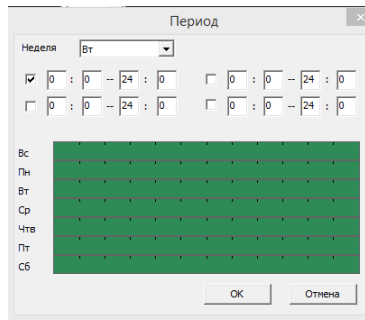 Период
Неделя Вт
0 : 0 -- 24 : 0 0 : 0 -- 24 : 0
0 : 0 -- 24 : 0 0 : 0 -- 24 : 0
Вс
Пн
Вт
Ср
Чтв
Пт
Сб
OK Отмена